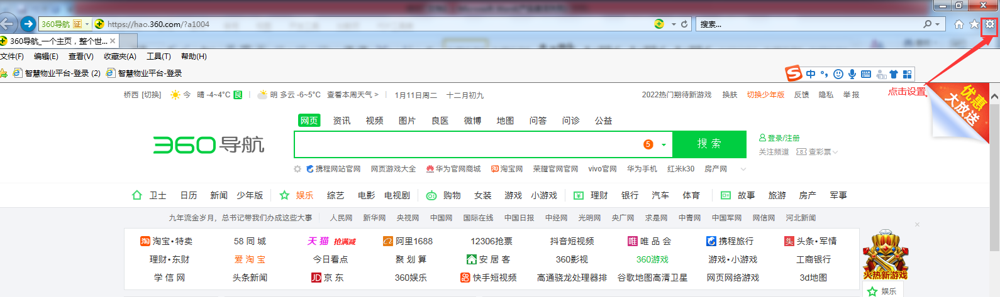 360导航 证 https://hao.360.com/?a1004 搜索...
360导航_一个主页，整个世...
文件(F) 编辑(E) 查看(V) 收藏夹(A) 工具(T) 帮助(H)
智慧物业平台-登录 (2) 智慧物业平台-登录
中
点击设置
优惠
大放送
桥西 [切换] 今 晴 -4~4°C 良 明 多云 -6~5°C 查看本周天气 > 1月11日周二 十二月初九 2022热门期待新游戏 换肤 切换少年版 反馈 隐私 举报
网页 资讯 视频 图片 良医 微博 地图 问答 问诊 公益
360导航 5 搜索 登录/注册
关注频道 查彩票
携程网站官网 网页游戏大全 华为官网商城 淘宝网 荣耀官网官网 vivo官网 华为手机 红米k30 房产网
卫士 日历 新闻 少年版 娱乐 综艺 电影 电视剧 购物 女装 游戏 小游戏 理财 银行 汽车 体育 故事 旅游 房产 军事
九年流金岁月，总书记带我们办成这些大事 人民网 新华网 央视网 中国网 国际在线 中国日报 中经网 光明网 央广网 求是网 中青网 中国军网 网信网 河北新闻
淘 淘宝•特卖 58 同 城 天猫 抢满减 阿里1688 12306抢票 抖音短视频 唯 唯 品 会 携程旅行 头 头条•军情
理财•东财 爱 淘 宝 今日看点 聚 划 算 安 居 客 360影视 360游戏 游戏•小游戏 工商银行
学 信 网 头条新闻 JD 京 东 360娱乐 快手短视频 高通骁龙处理器排 谷歌地图高清卫星 网页网络游戏 3d地图
火热新游戏
娱乐